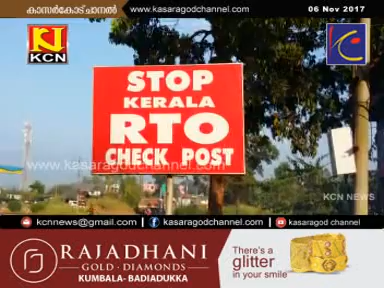 കാസർകോട് ചാനൽ www.kasaragodchannel.com 06 Nov 2017
KCN
STOP
KERALA
RTO
CHECK POST
www.kasaragodchannel.com
KCN NEWS
kcnnews@gmail.com kasaragodchannel.com kasaragod channel
RAJADHANI
GOLD · DIAMONDS
KUMBALA- BADIADUKKA
There's a
glitter
in your smile